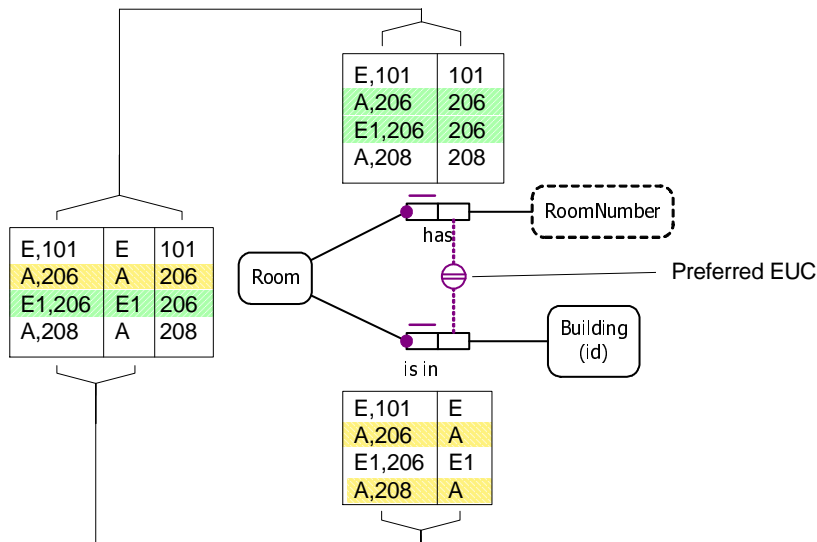 E,101 101
A,206 206
E1,206 206
A,208 208
RoomNumber
has
E,101 E 101
A,206 A 206
E1,206 E1 206
A,208 A 208
Room
Preferred EUC
Building
(id)
is in
E,101 E
A,206 A
E1,206 E1
A,208 A